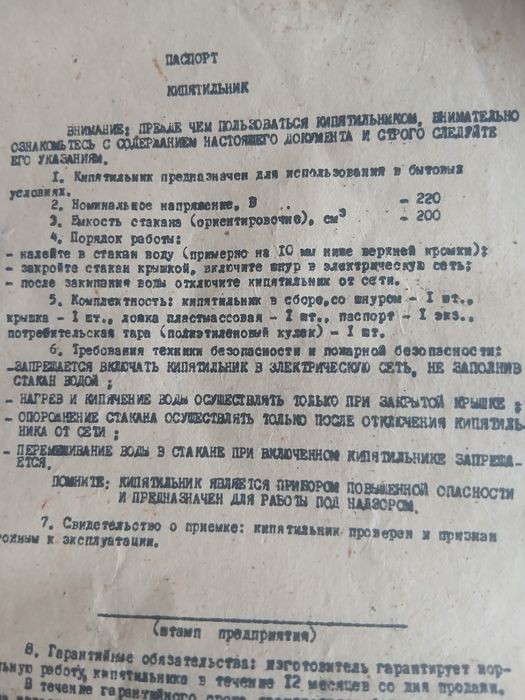 ПАСПОРТ
КИПЯТИЛЬНИК
ВНИМАНИЕ: ПРЕЖДЕ ЧЕМ ПОЛЬЗОВАТЬСЯ КИПЯТИЛЬНИКОМ, ВНИМАТЕЛЬНО
ОЗНАКОМЬТЕСЬ С СОДЕРЖАНИЕМ НАСТОЯЩЕГО ДОКУМЕНТА И СТРОГО СЛЕДУЙТЕ
ЕГО УКАЗАНИЯМ.
1. Кипятильник предназначен для использования в бытовых
условиях.
2. Номинальное напряжение, В - 220
3. Емкость стакана (ориентировочно), см³ - 200
4. Порядок работы:
- налейте в стакан воду (примерно на 10 мм ниже верхней кромки);
- закройте стакан крышкой, включите шнур в электрическую сеть;
- после закипания воды отключите кипятильник от сети.
5. Комплектность: кипятильник в сборе,со шнуром - 1 шт.,
крышка - 1 шт., ложка пластмассовая - 1 шт., паспорт - 1 экз.,
потребительская тара (полиэтиленовый кулек) - 1 шт.
6. Требования техники безопасности и пожарной безопасности:
-ЗАПРЕЩАЕТСЯ ВКЛЮЧАТЬ КИПЯТИЛЬНИК В ЭЛЕКТРИЧЕСКУЮ СЕТЬ, НЕ ЗАПОЛНИВ
СТАКАН ВОДОЙ ;
- НАГРЕВ И КИПЯЧЕНИЕ ВОДЫ ОСУЩЕСТВЛЯТЬ ТОЛЬКО ПРИ ЗАКРЫТОЙ КРЫШКЕ ;
- ОПОРОЖНЕНИЕ СТАКАНА ОСУЩЕСТВЛЯТЬ ТОЛЬКО ПОСЛЕ ОТКЛЮЧЕНИЯ КИПЯТИЛЬ-
НИКА ОТ СЕТИ ;
- ПЕРЕМЕШИВАНИЕ ВОДЫ В СТАКАНЕ ПРИ ВКЛЮЧЕННОМ КИПЯТИЛЬНИКЕ ЗАПРЕЩА-
ЕТСЯ.
ПОМНИТЕ: КИПЯТИЛЬНИК ЯВЛЯЕТСЯ ПРИБОРОМ ПОВЫШЕННОЙ ОПАСНОСТИ
И ПРЕДНАЗНАЧЕН ДЛЯ РАБОТЫ ПОД НАДЗОРОМ.
7. Свидетельство о приемке: кипятильник проверен и признан
годным к эксплуатации.
(штамп предприятия)
8. Гарантийные обязательства: изготовитель гарантирует нор-
льную работу кипятильника в течение 12 месяцев со дня продажи.
В течение гарантийного срока